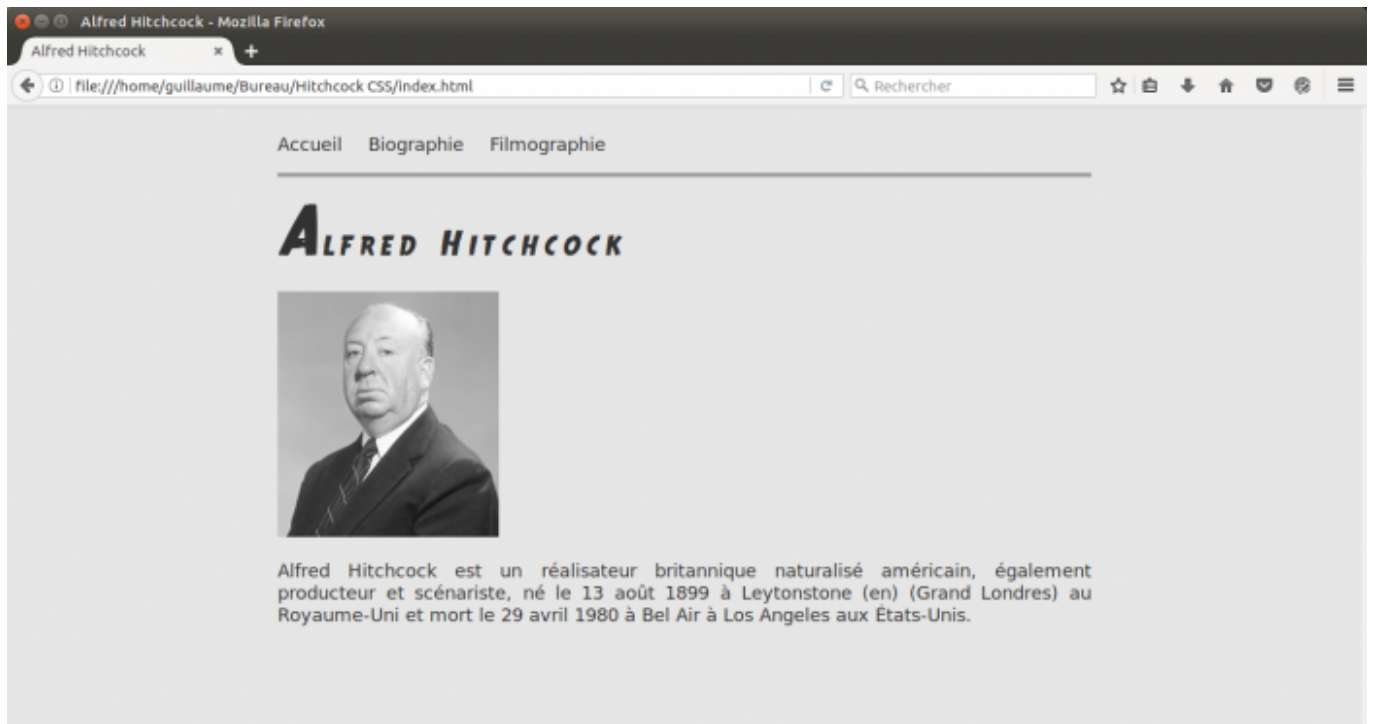 Alfred Hitchcock - Mozilla Firefox
Alfred Hitchcock × +
file:///home/guillaume/Bureau/Hitchcock CSS/index.html Rechercher
Accueil Biographie Filmographie
ALFRED HITCHCOCK
Alfred Hitchcock est un réalisateur britannique naturalisé américain, également
producteur et scénariste, né le 13 août 1899 à Leytonstone (en) (Grand Londres) au
Royaume-Uni et mort le 29 avril 1980 à Bel Air à Los Angeles aux États-Unis.